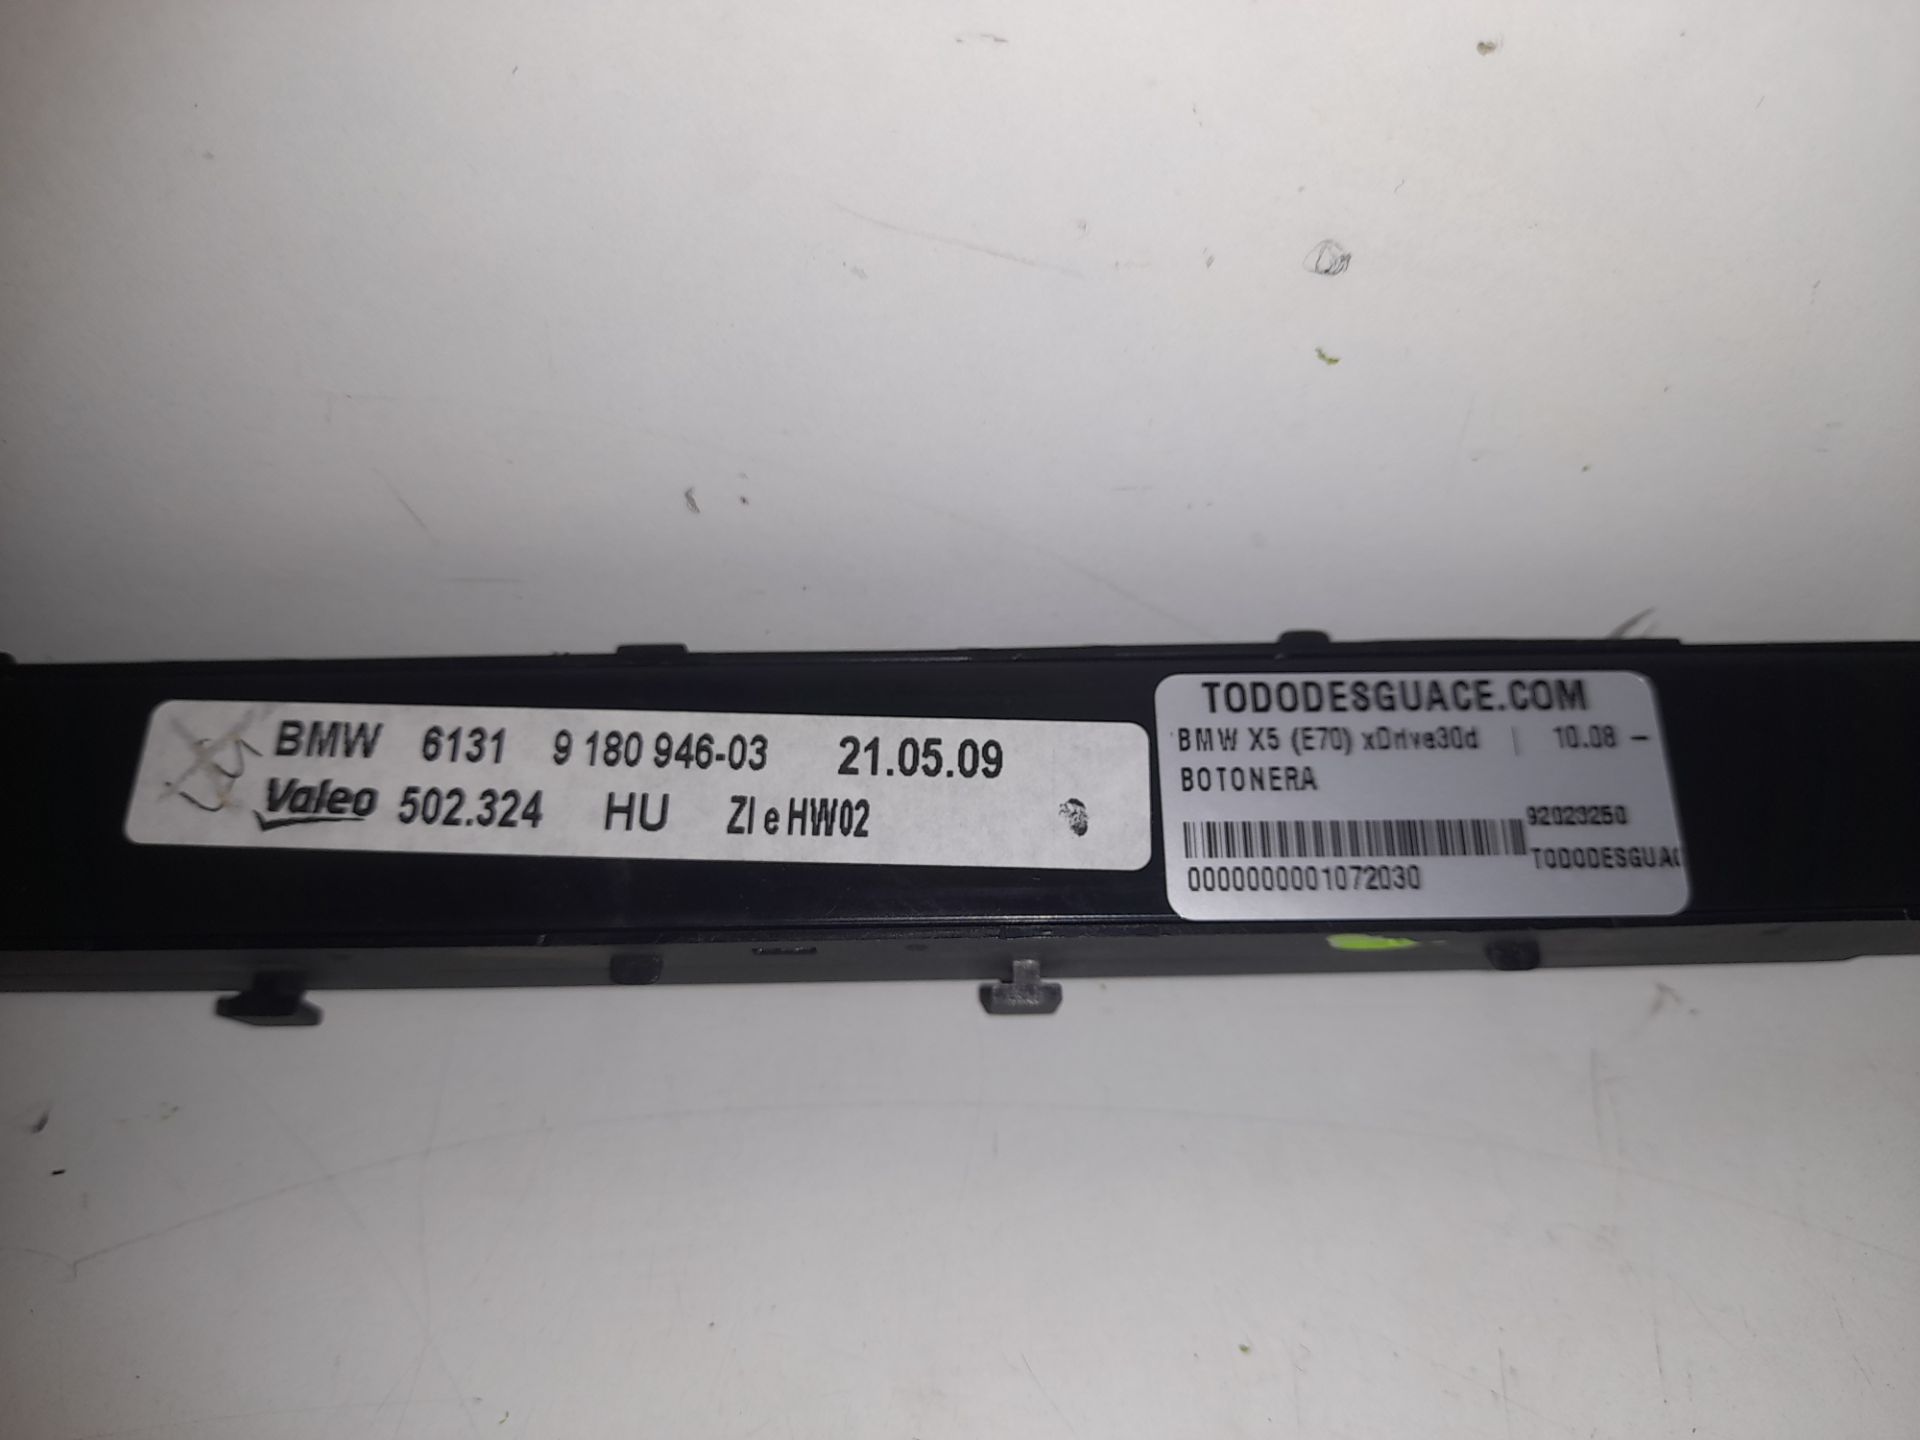 BMW 6131 9 180 946-03 21.05.09
Valeo 502.324 HU ZI e HW02
TODODESGUACE.COM
BMW X5 (E70) xDrive30d | 10.08 -
BOTONERA
92023250
TODODESGUAC
0000000001072030